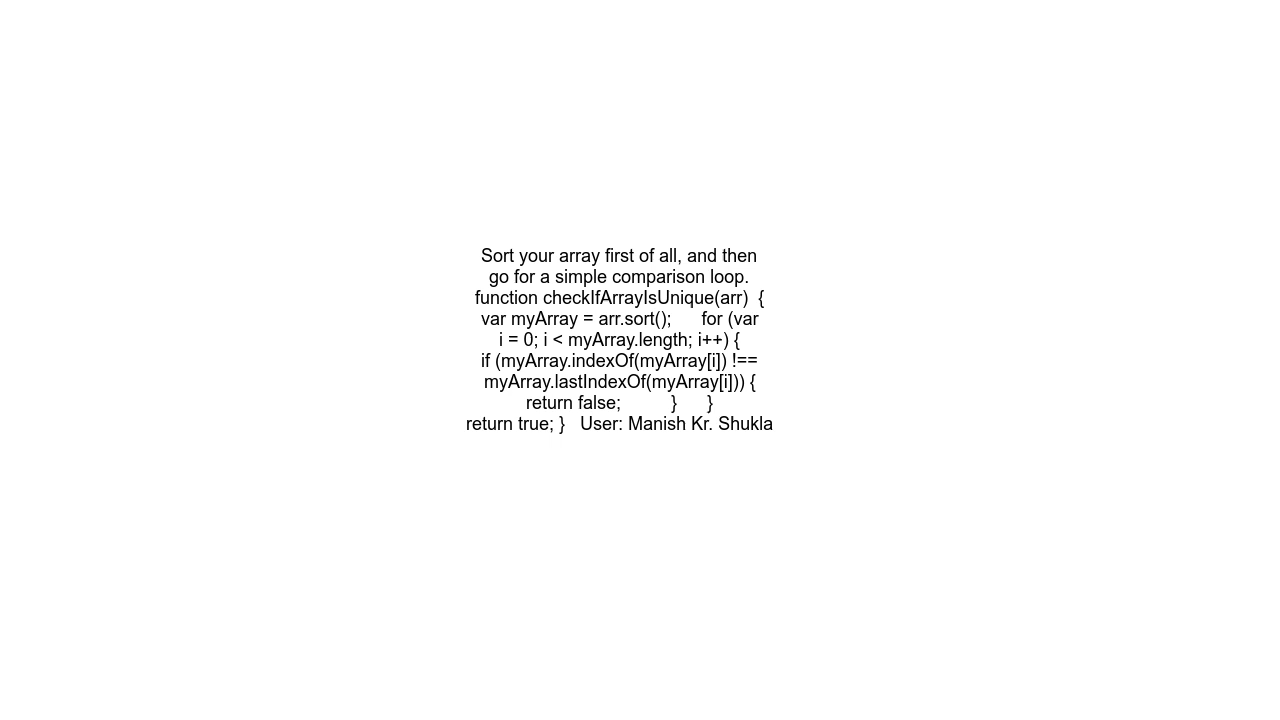 Sort your array first of all, and then
go for a simple comparison loop.
function checkIfArrayIsUnique(arr)  {
var myArray = arr.sort();      for (var
i = 0; i < myArray.length; i++) {
if (myArray.indexOf(myArray[i]) !==
myArray.lastIndexOf(myArray[i])) {
return false;          }      }
return true; }   User: Manish Kr. Shukla